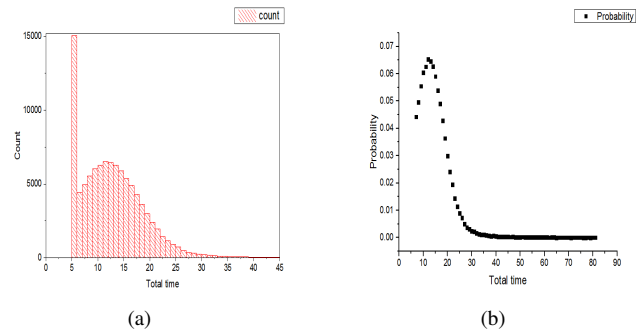 count
15000
10000
5000
0
Count
0 5 10 15 20 25 30 35 40 45
Total time
(a)
Probability
0.07
0.06
0.05
0.04
0.03
0.02
0.01
0.00
Probability
0 10 20 30 40 50 60 70 80 90
Total time
(b)